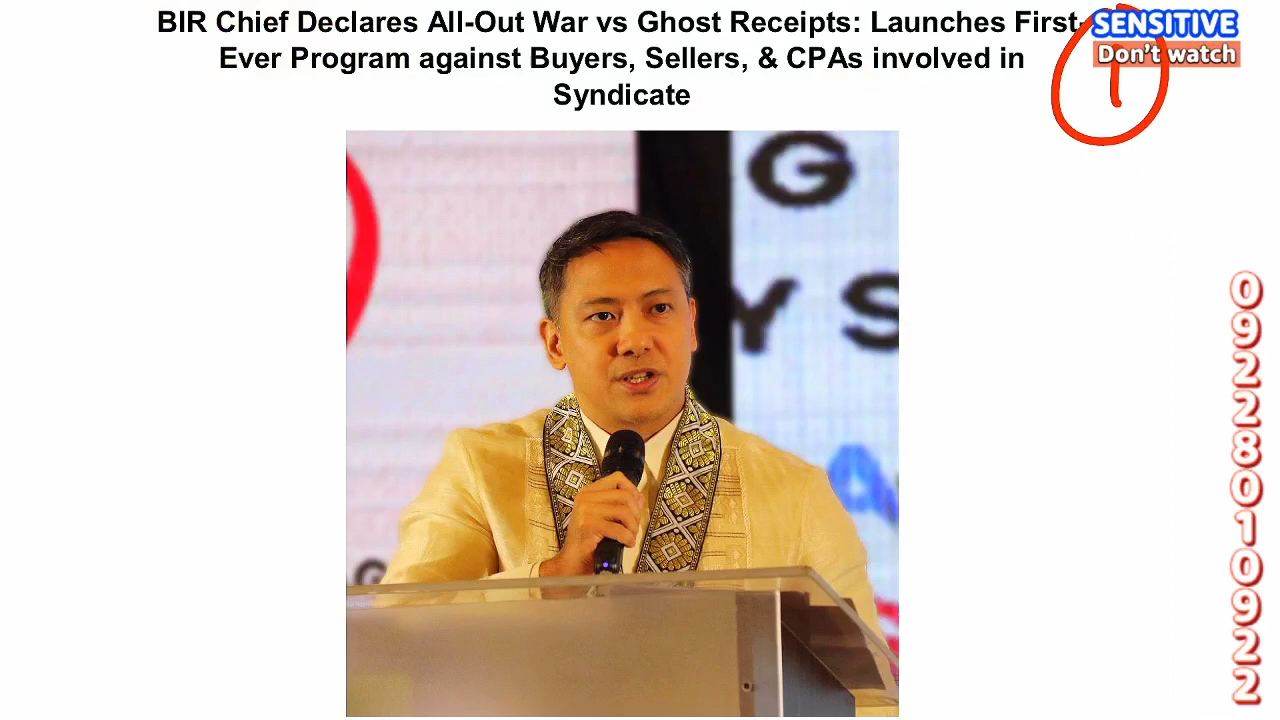 BIR Chief Declares All-Out War vs Ghost Receipts: Launches First-
Ever Program against Buyers, Sellers, & CPAs involved in
Syndicate
SENSITIVE
Don't watch
1
G
Y S
A
G
09228010922